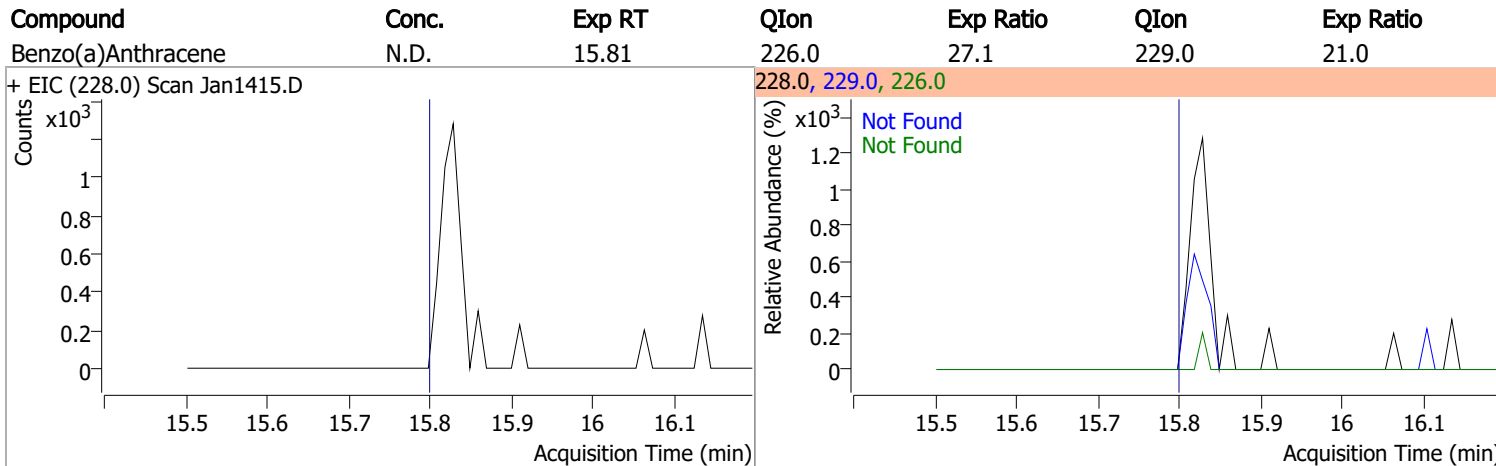 Compound Conc. Exp RT QIon Exp Ratio QIon Exp Ratio
Benzo(a)Anthracene N.D. 15.81 226.0 27.1 229.0 21.0
+ EIC (228.0) Scan Jan1415.D
Counts
x10³
1
0.8
0.6
0.4
0.2
0
15.5 15.6 15.7 15.8 15.9 16 16.1
Acquisition Time (min)
228.0, 229.0, 226.0
Relative Abundance (%)
x10³
Not Found
Not Found
1.2
1
0.8
0.6
0.4
0.2
0
15.5 15.6 15.7 15.8 15.9 16 16.1
Acquisition Time (min)